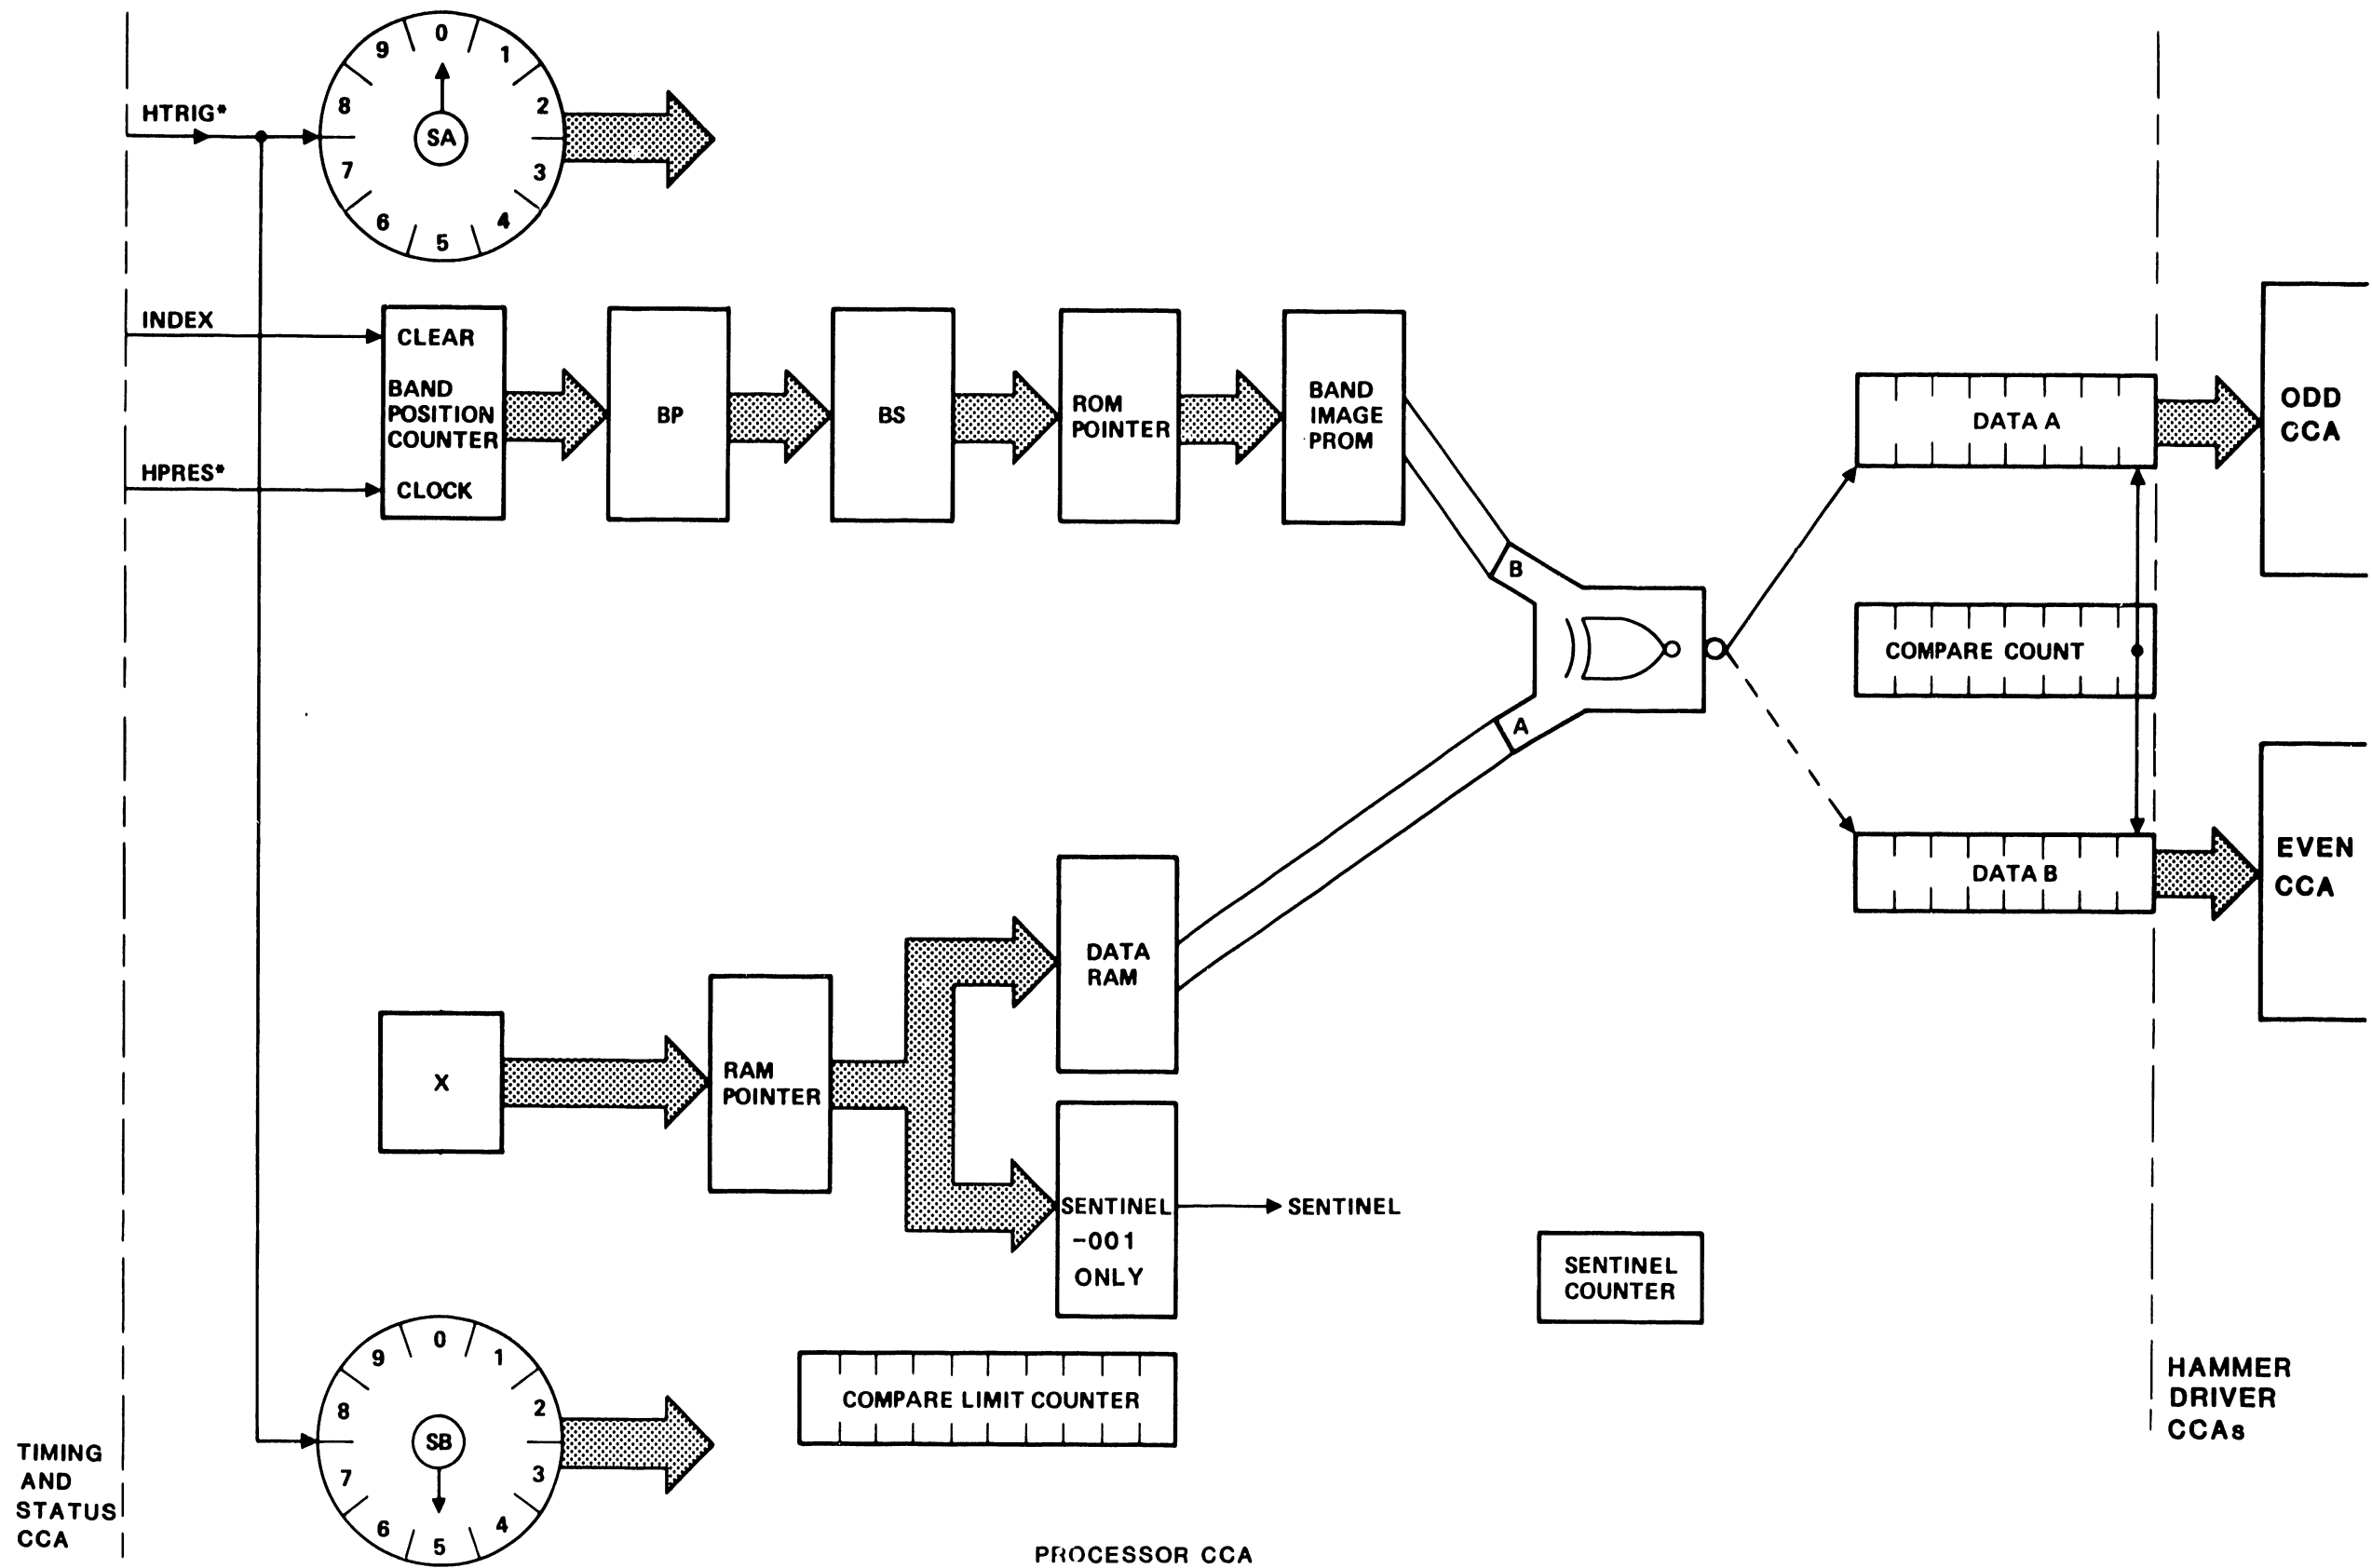 0
1
2
3
4
5
6
7
8
9
SA
HTRIG*
INDEX
CLEAR
BAND
POSITION
COUNTER
HPRES*
CLOCK
BP
BS
ROM
POINTER
BAND
IMAGE
PROM
B
A
DATA A
ODD
CCA
COMPARE COUNT
DATA B
EVEN
CCA
X
RAM
POINTER
DATA
RAM
SENTINEL
-001
ONLY
SENTINEL
SENTINEL
COUNTER
0
1
2
3
4
5
6
7
8
9
SB
COMPARE LIMIT COUNTER
TIMING
AND
STATUS
CCA
PROCESSOR CCA
HAMMER
DRIVER
CCAs